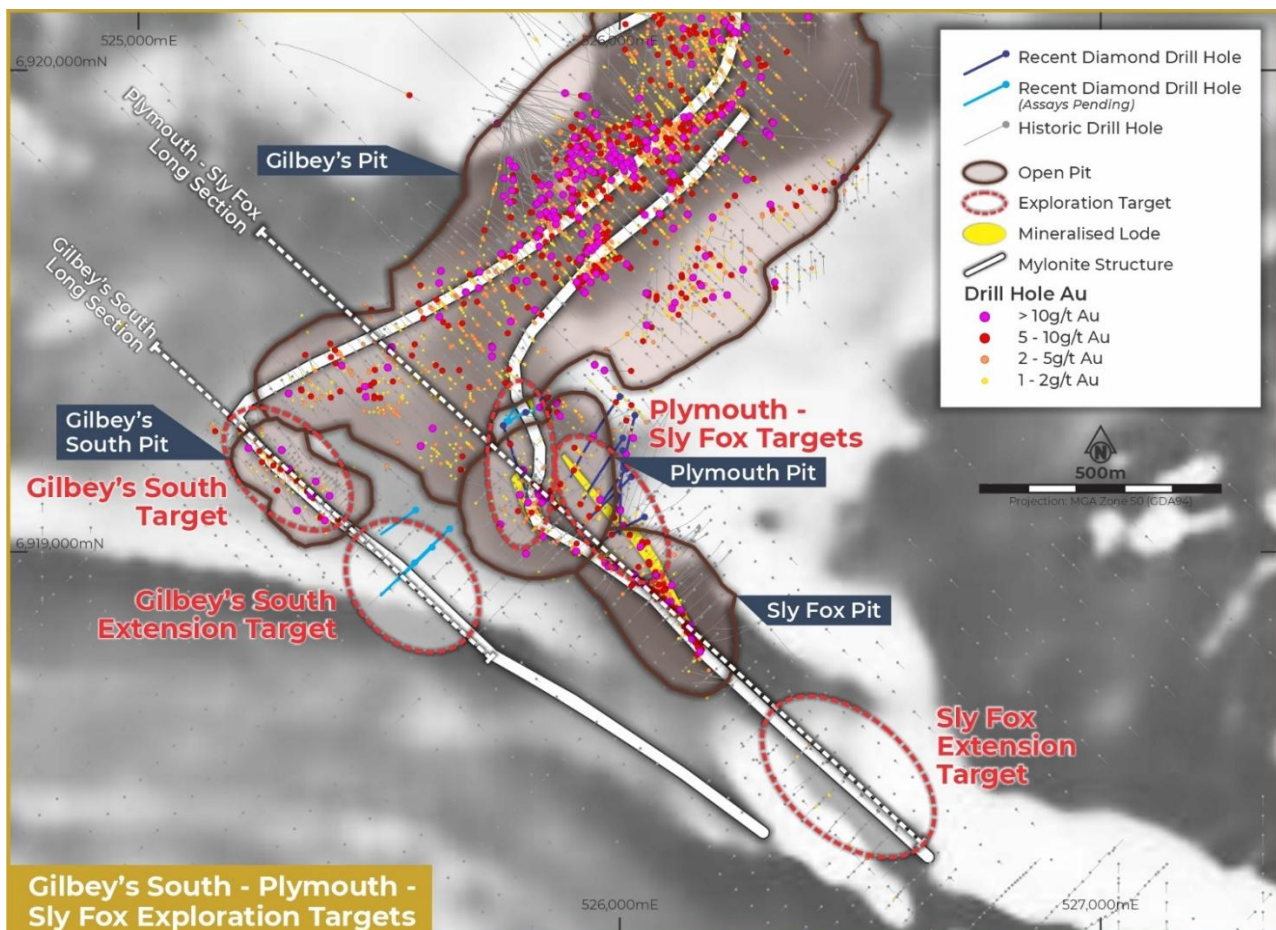 525,000mE
526,000mE
6,920,000mN
Plymouth - Sly Fox
Long Section
Gilbey's South
Long Section
Gilbey's Pit
Gilbey's
South Pit
Gilbey's South
Target
Gilbey's South
Extension Target
6,919,000mN
Plymouth -
Sly Fox Targets
Plymouth Pit
Sly Fox Pit
Sly Fox
Extension
Target
Recent Diamond Drill Hole
Recent Diamond Drill Hole
(Assays Pending)
Historic Drill Hole
Open Pit
Exploration Target
Mineralised Lode
Mylonite Structure
Drill Hole Au
> 10g/t Au
5 - 10g/t Au
2 - 5g/t Au
1 - 2g/t Au
N
500m
Projection: MGA Zone 50 (GDA94)
Gilbey's South - Plymouth -
Sly Fox Exploration Targets
526,000mE
527,000mE